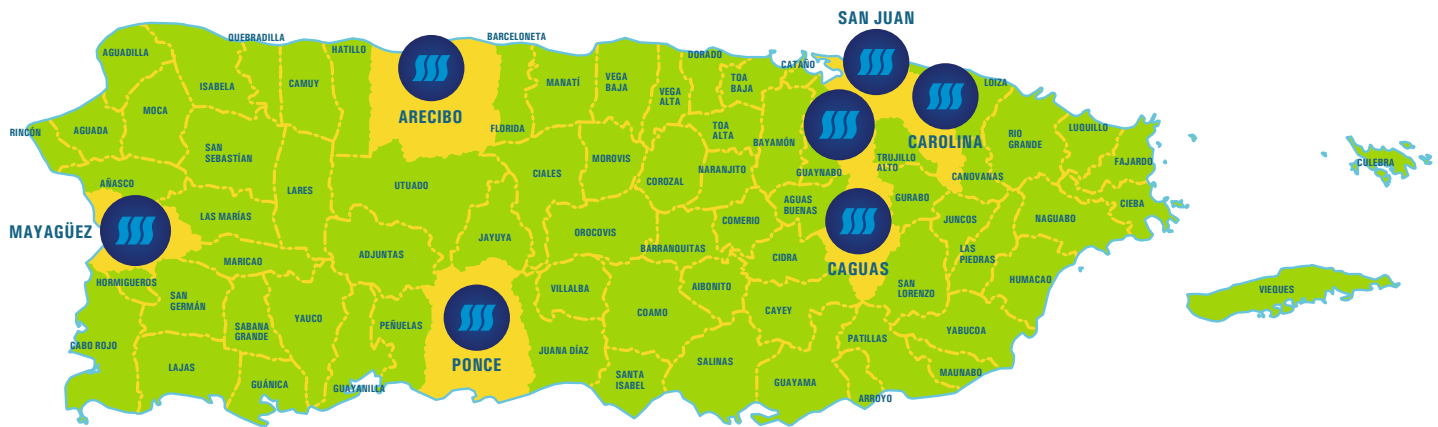 SAN JUAN
QUEBRADILLA
BARCELONETA
AGUADILLA
HATILLO
DORADO
CATAÑO
ISABELA
CAMUY
MANATÍ
VEGA
BAJA
VEGA
ALTA
TOA
BAJA
LOIZA
MOCA
ARECIBO
RINCÓN
AGUADA
FLORIDA
TOA
ALTA
BAYAMÓN
CAROLINA
RIO
GRANDE
LUQUILLO
SAN
SEBASTÍAN
MOROVIS
TRUJILLO
ALTO
FAJARDO
CULEBRA
AÑASCO
LARES
UTUADO
CIALES
COROZAL
NARANJITO
GUAYNABO
CANOVANAS
MAYAGÜEZ
LAS MARÍAS
AGUAS
BUENAS
GURABO
CIEBA
JAYUYA
OROCOVIS
COMERIO
JUNCOS
NAGUABO
MARICAO
ADJUNTAS
BARRANQUITAS
CIDRA
CAGUAS
LAS
PIEDRAS
HORMIGUEROS
SAN
GERMÁN
VILLALBA
AIBONITO
SAN
LORENZO
HUMACAO
VIEQUES
SABANA
GRANDE
YAUCO
PEÑUELAS
COAMO
CAYEY
PATILLAS
YABUCOA
CABO ROJO
LAJAS
PONCE
JUANA DÍAZ
SALINAS
MAUNABO
GUÁNICA
GUAYANILLA
SANTA
ISABEL
GUAYAMA
ARROYO